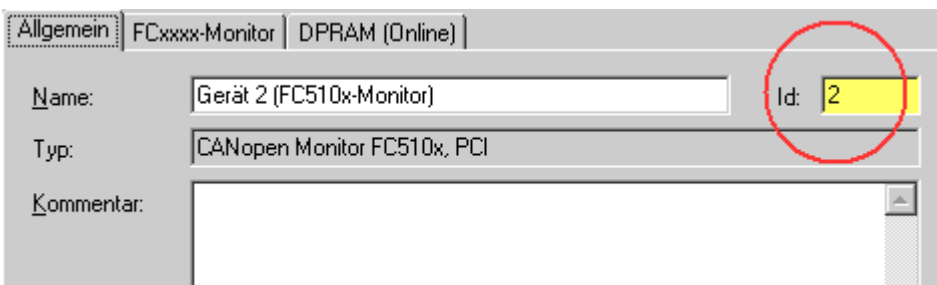 Allgemein FCxxxx-Monitor DPRAM (Online)
Name: Gerät 2 (FC510x-Monitor) Id: 2
Typ: CANopen Monitor FC510x, PCI
Kommentar: